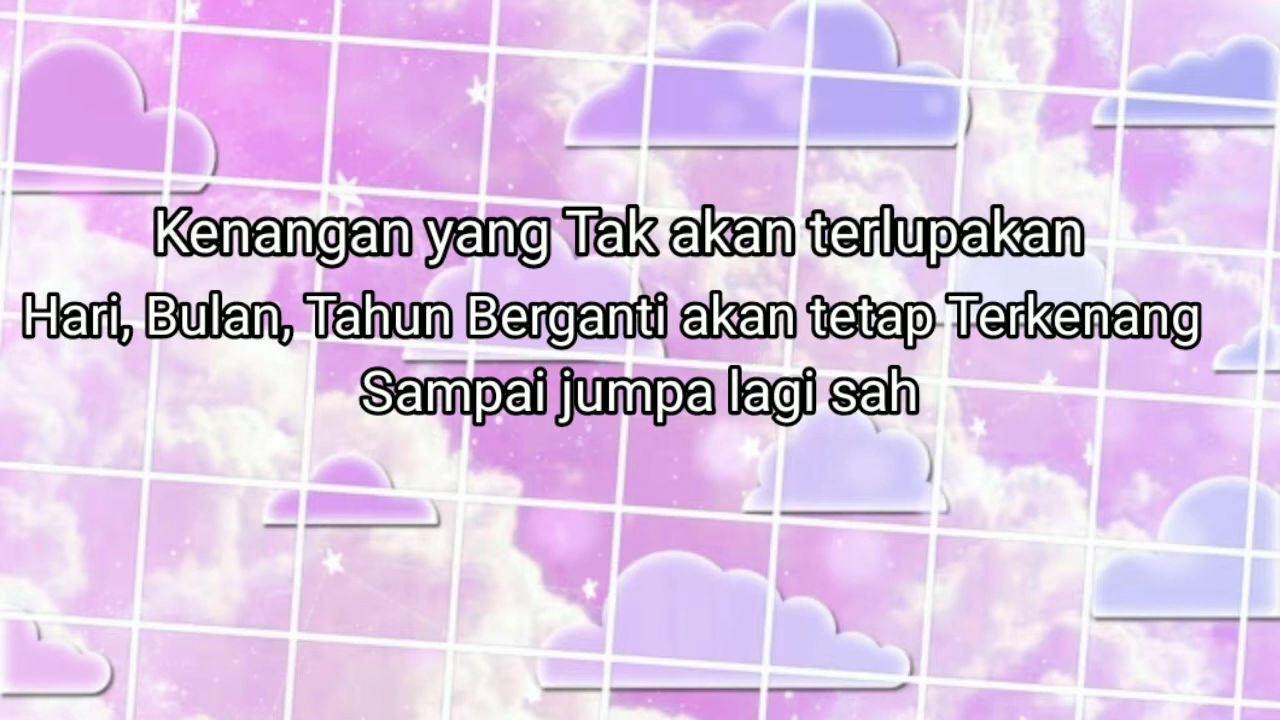 Kenangan yang Tak akan terlupakan
Hari, Bulan, Tahun Berganti akan tetap Terkenang
Sampai jumpa lagi sah